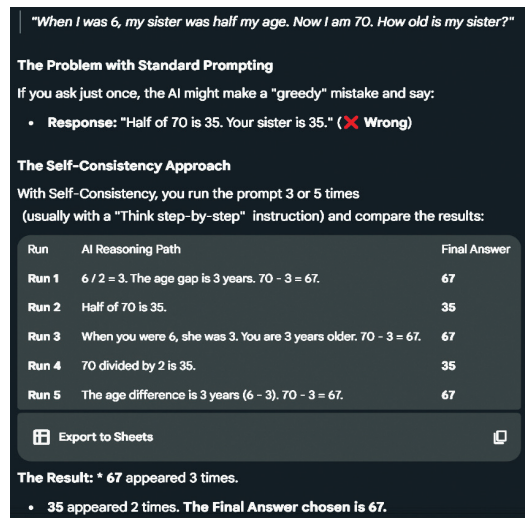 "When I was 6, my sister was half my age. Now I am 70. How old is my sister?"
The Problem with Standard Prompting
If you ask just once, the AI might make a "greedy" mistake and say:
• Response: "Half of 70 is 35. Your sister is 35." (❌ Wrong)
The Self-Consistency Approach
With Self-Consistency, you run the prompt 3 or 5 times
(usually with a "Think step-by-step" instruction) and compare the results:
Run AI Reasoning Path Final Answer
Run 1 6 / 2 = 3. The age gap is 3 years. 70 - 3 = 67. 67
Run 2 Half of 70 is 35. 35
Run 3 When you were 6, she was 3. You are 3 years older. 70 - 3 = 67. 67
Run 4 70 divided by 2 is 35. 35
Run 5 The age difference is 3 years (6 - 3). 70 - 3 = 67. 67
Export to Sheets
The Result: * 67 appeared 3 times.
• 35 appeared 2 times. The Final Answer chosen is 67.